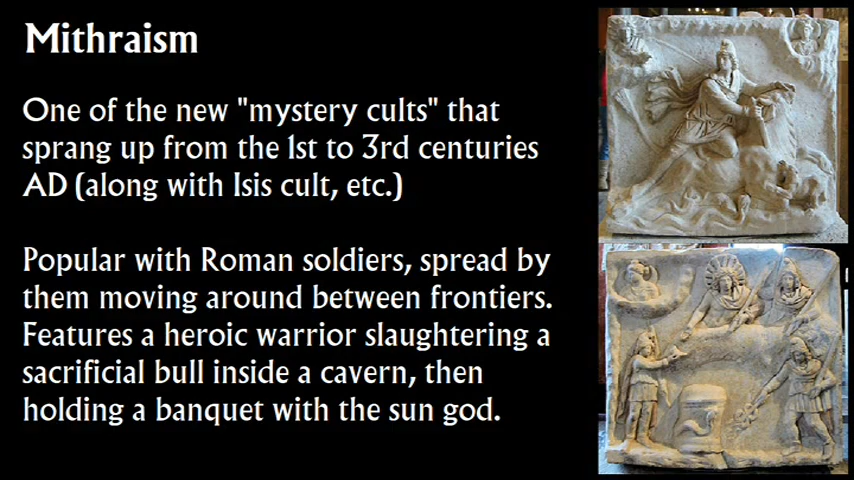 Mithraism
One of the new "mystery cults" that
sprang up from the 1st to 3rd centuries
AD (along with Isis cult, etc.)
Popular with Roman soldiers, spread by
them moving around between frontiers.
Features a heroic warrior slaughtering a
sacrificial bull inside a cavern, then
holding a banquet with the sun god.